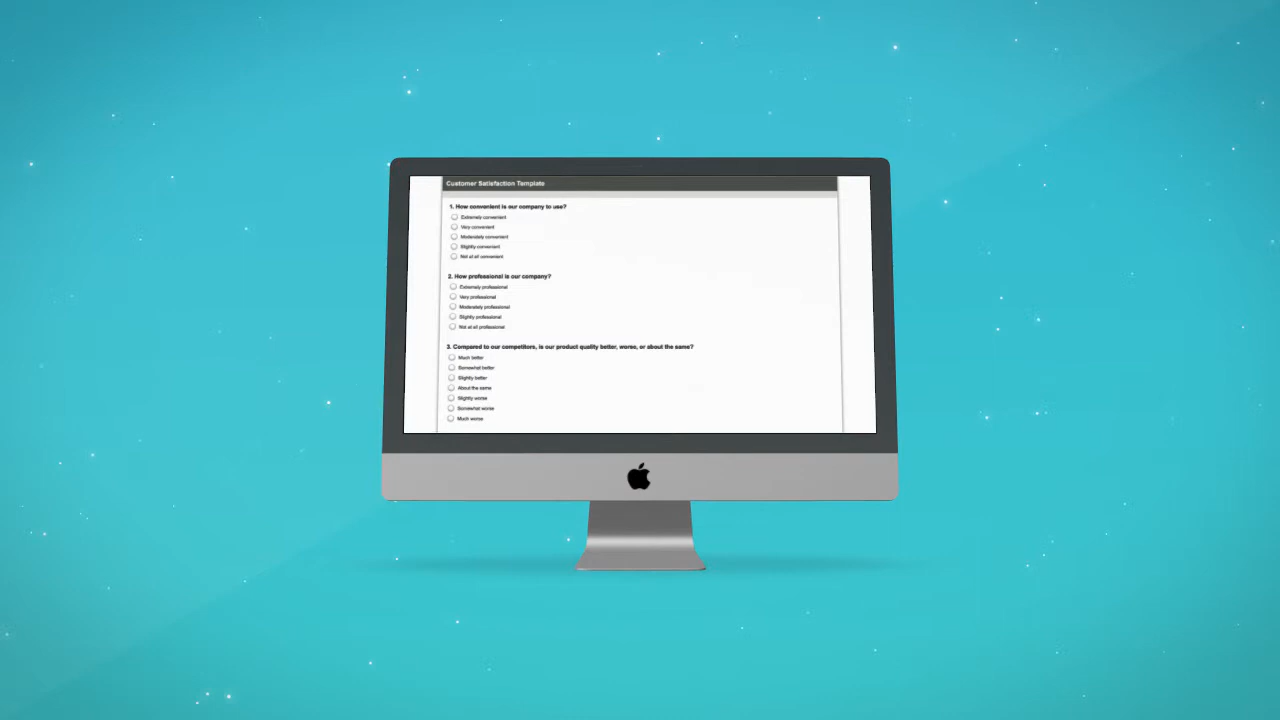 Customer Satisfaction Template
1. How convenient is our company to use?
Extremely convenient
Very convenient
Moderately convenient
Slightly convenient
Not at all convenient
2. How professional is our company?
Extremely professional
Very professional
Moderately professional
Slightly professional
Not at all professional
3. Compared to our competitors, is our product quality better, worse, or about the same?
Much better
Somewhat better
Slightly better
About the same
Slightly worse
Somewhat worse
Much worse